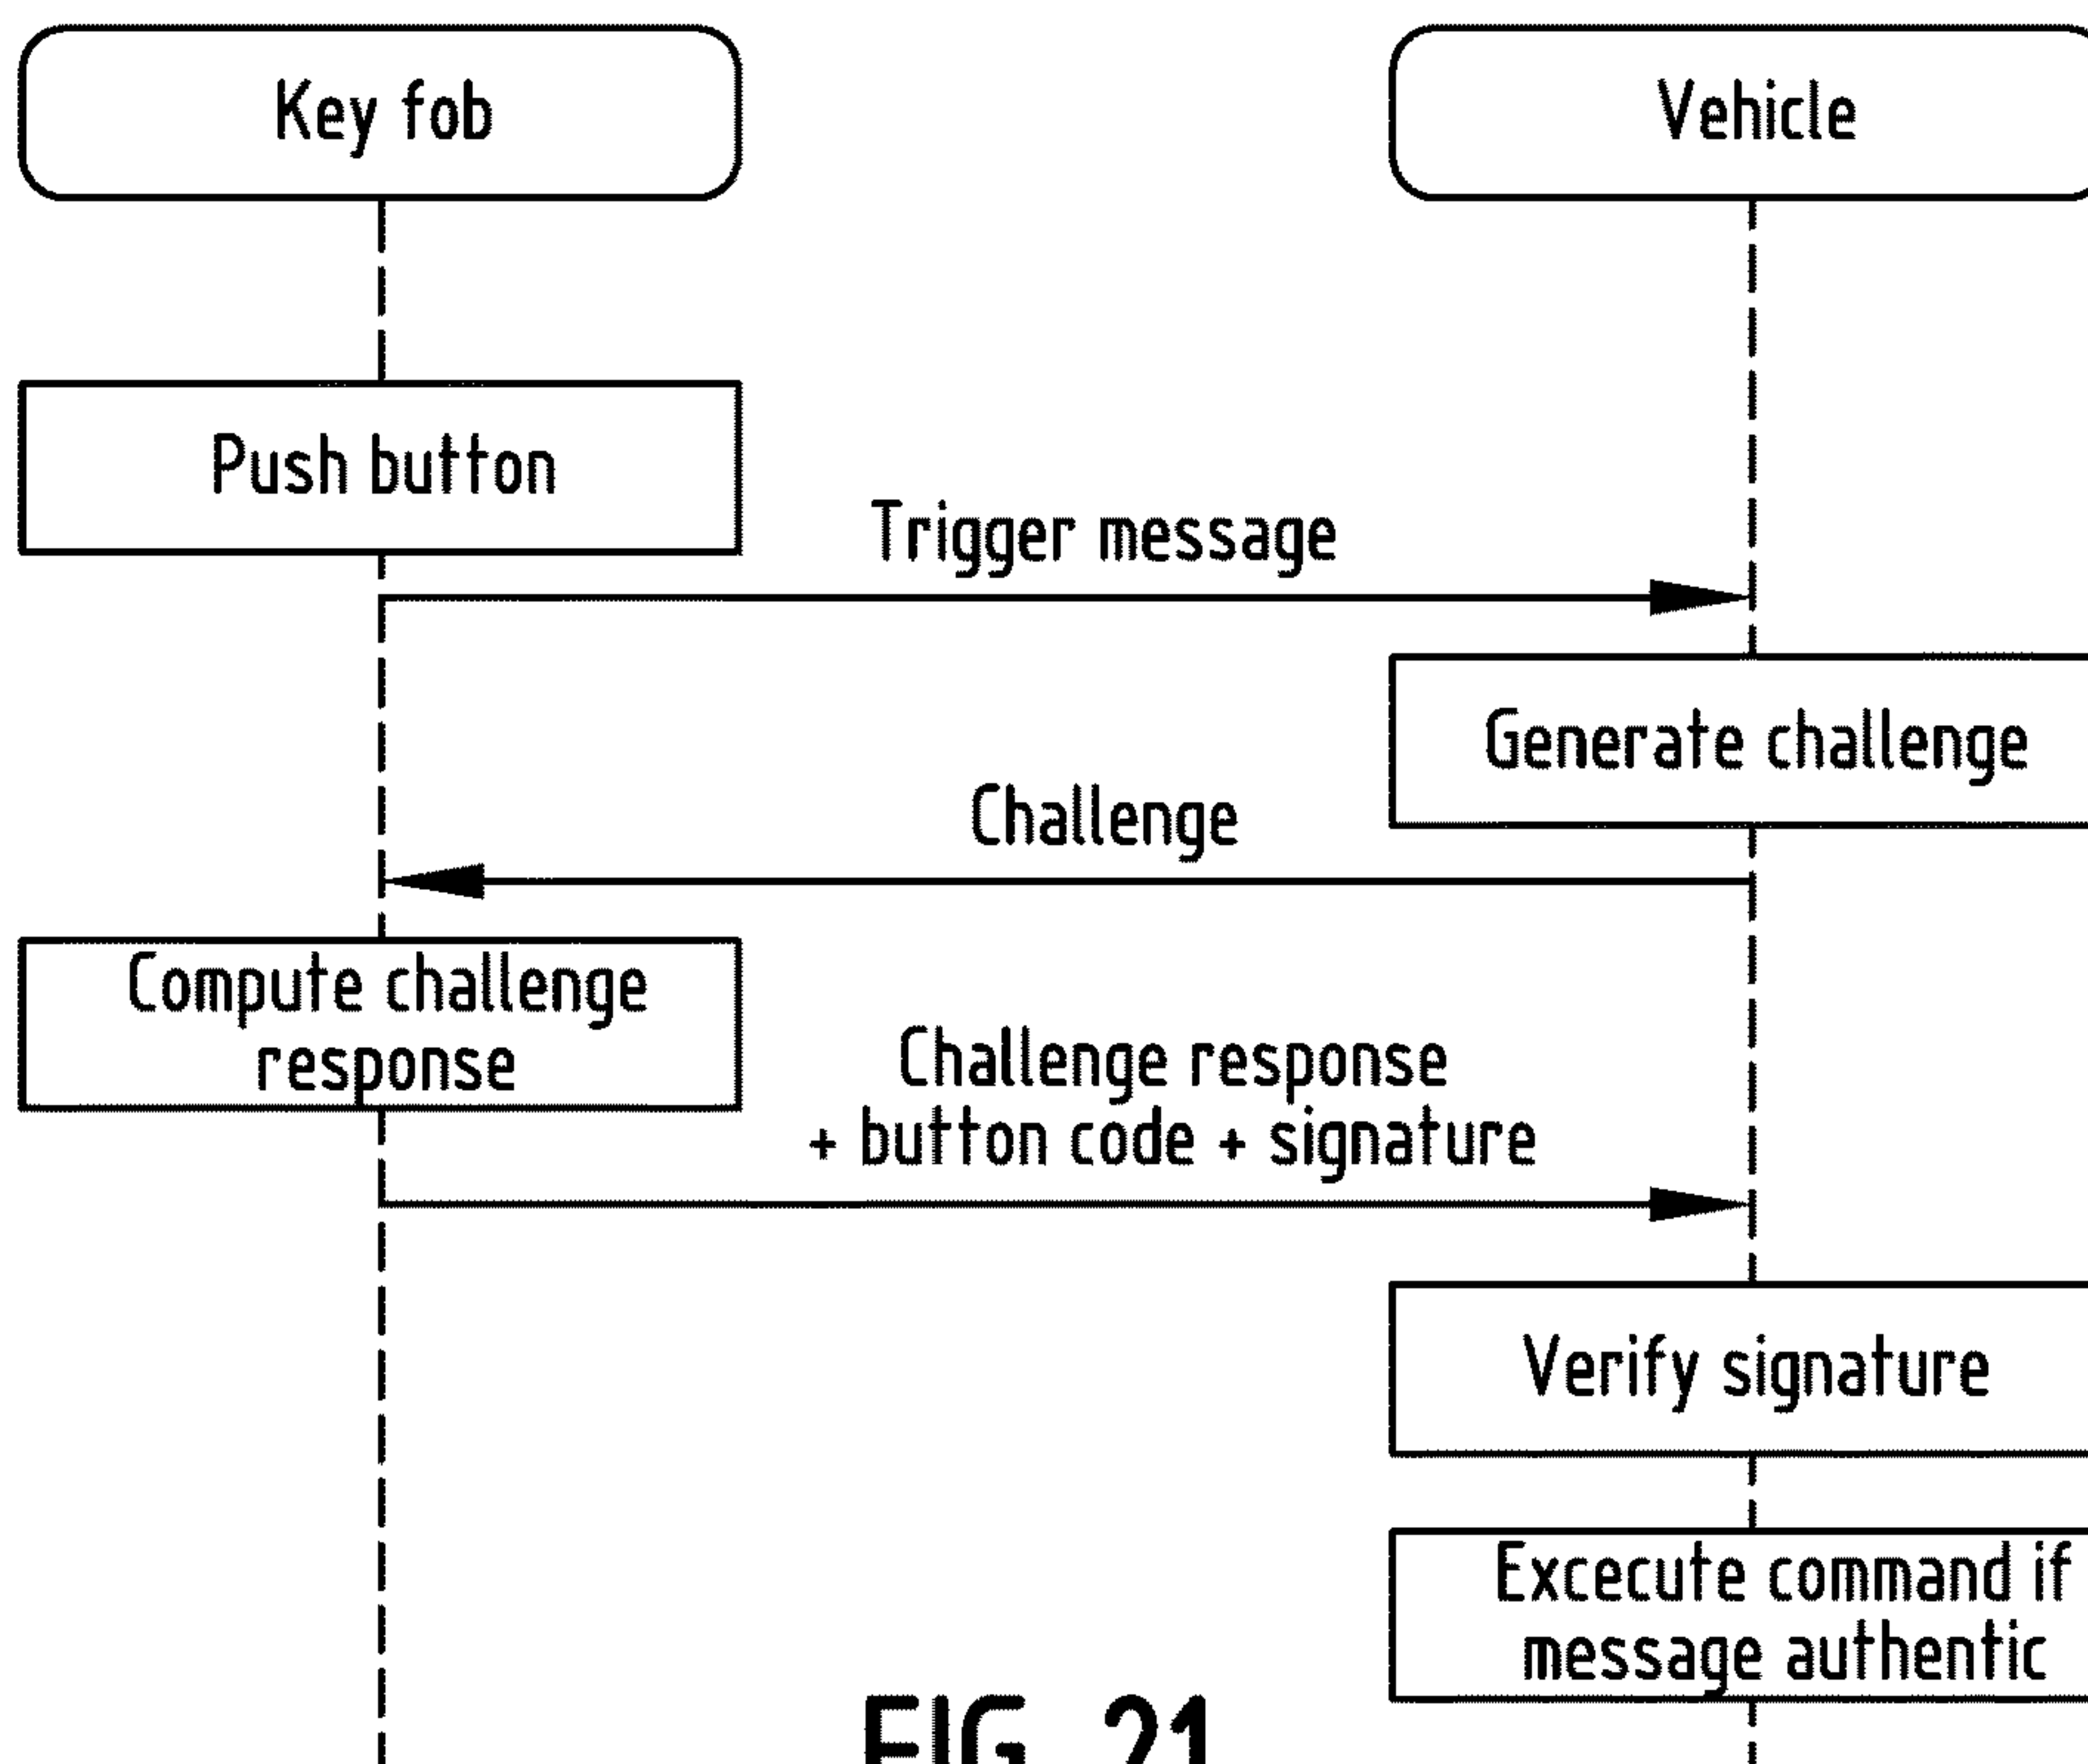 Key fob
Vehicle
Push button
Trigger message
Generate challenge
Challenge
Compute challenge
response
Challenge response
+ button code + signature
Verify signature
Excecute command if
message authentic
FIG. 21